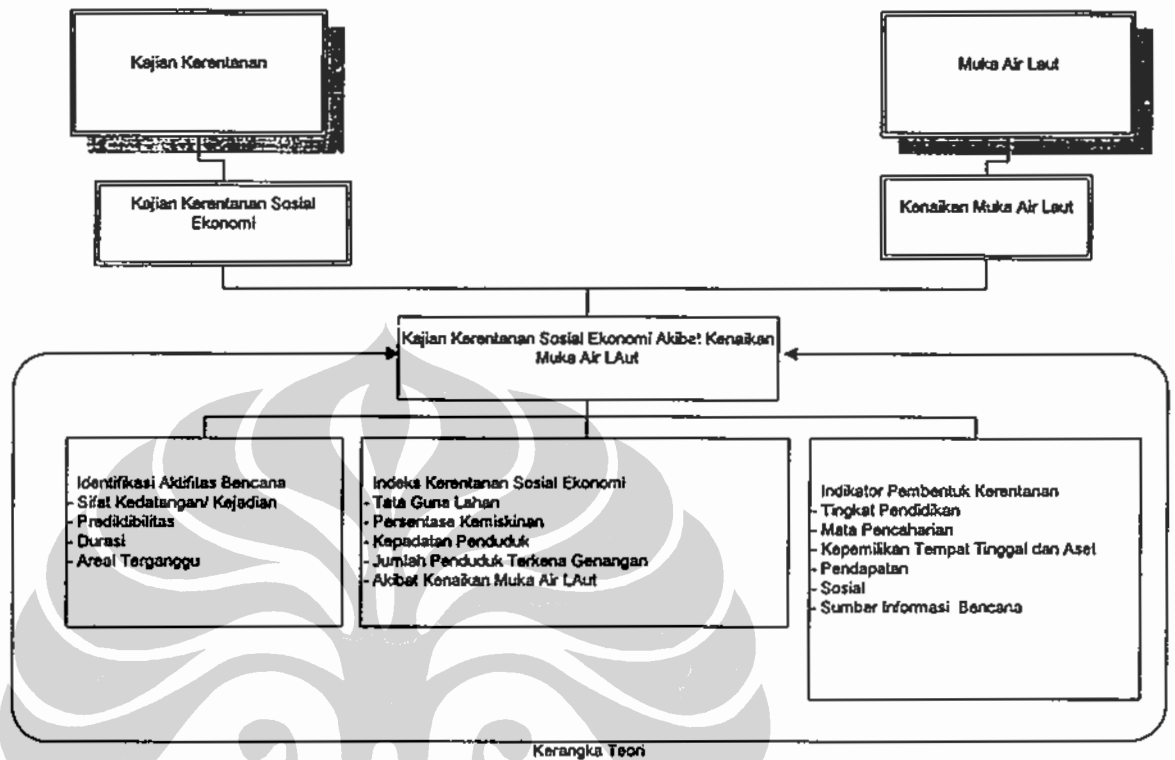 Kajian Kerentanan
Muka Air Laut
Kajian Kerentanan Sosial
Ekonomi
Kenaikan Muka Air Laut
Kajian Kerentanan Sosial Ekonomi Akibat Kenaikan
Muka Air LAut
Identifikasi Aktifitas Bencana
- Sifat Kedatangan/ Kejadian
- Prediktibilitas
- Durasi
- Areal Terganggu
Indeks Kerentanan Sosial Ekonomi
- Tata Guna Lahan
- Persentase Kemiskinan
- Kepadatan Penduduk
- Jumlah Penduduk Terkena Genangan
- Akibat Kenaikan Muka Air LAut
Indikator Pembentuk Kerentanan
- Tingkat Pendidikan
- Mata Pencaharian
- Kepemilikan Tempat Tinggal dan Aset
- Pendapatan
- Sosial
- Sumber Informasi Bencana
Kerangka Teori